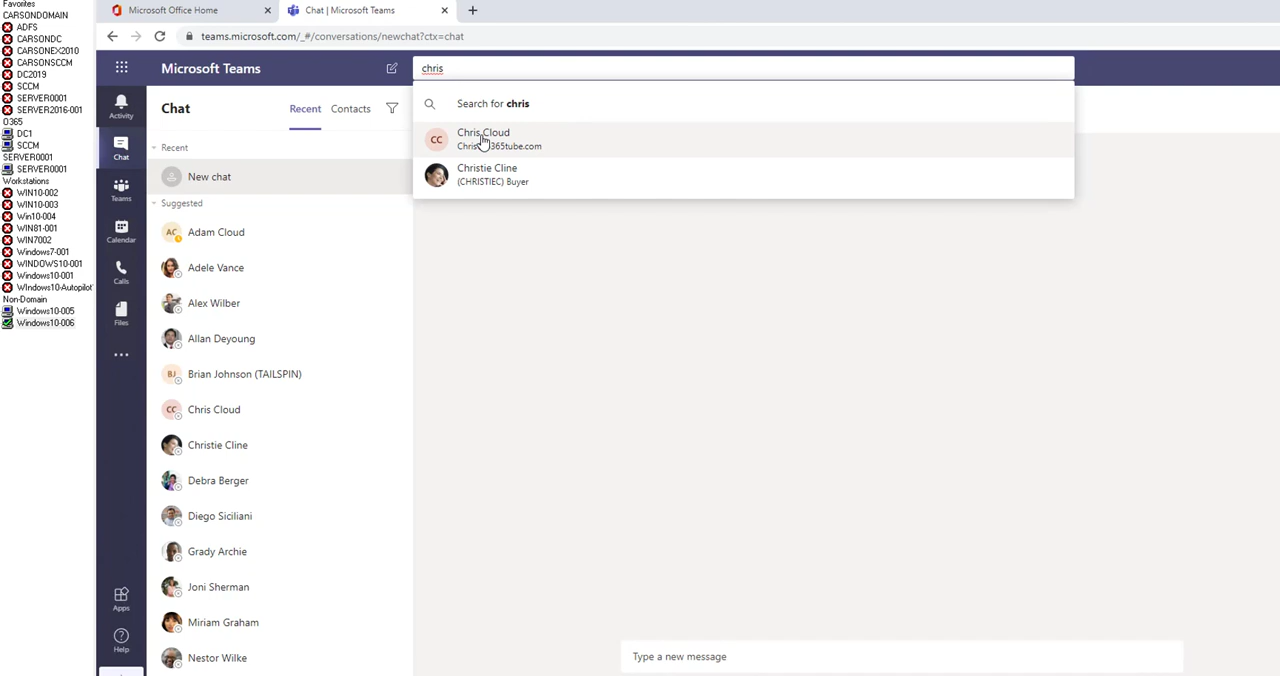 Favorites
CARSONDOMAIN
ADFS
CARSONDC
CARSONEX2010
CARSONSCCM
DC2019
SCCM
SERVER0001
SERVER2016-001
O365
DC1
SCCM
SERVER0001
SERVER0001
Workstations
WIN10-002
WIN10-003
Win10-004
WIN81-001
WIN7002
Windows7-001
WINDOWS10-001
Windows10-001
WIndows10-Autopilot
Non-Domain
Windows10-005
Windows10-006
Microsoft Office Home
Chat | Microsoft Teams
teams.microsoft.com/_#/conversations/newchat?ctx=chat
Microsoft Teams
chris
Activity
Chat
Teams
Calendar
Calls
Files
Apps
Help
Chat
Recent
Contacts
Recent
New chat
Suggested
AC
Adam Cloud
Adele Vance
Alex Wilber
Allan Deyoung
BJ
Brian Johnson (TAILSPIN)
CC
Chris Cloud
Christie Cline
Debra Berger
Diego Siciliani
Grady Archie
Joni Sherman
Miriam Graham
Nestor Wilke
Search for chris
CC
Chris Cloud
Christie Cline
(CHRISTIEC) Buyer
Type a new message